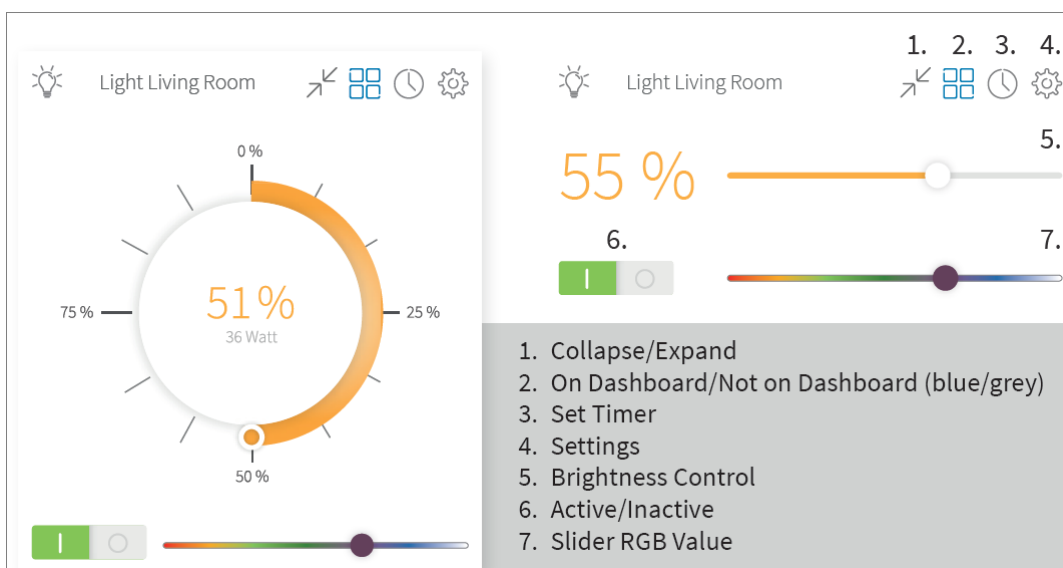 Light Living Room
0 %
75 %
51 %
36 Watt
25 %
50 %
1. 2. 3. 4.
Light Living Room
5.
55 %
6.
7.
1. Collapse/Expand
2. On Dashboard/Not on Dashboard (blue/grey)
3. Set Timer
4. Settings
5. Brightness Control
6. Active/Inactive
7. Slider RGB Value